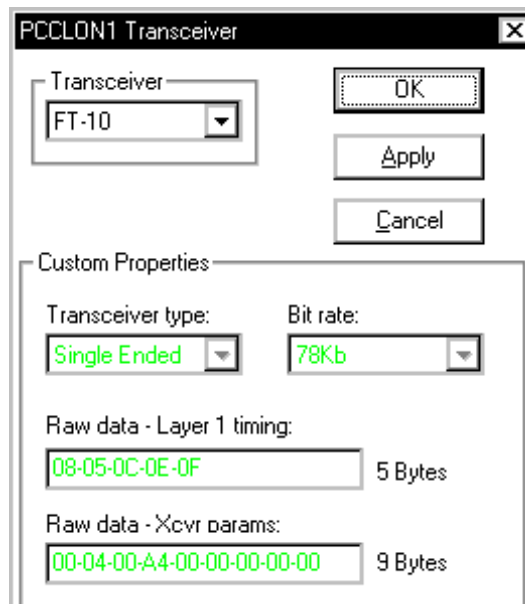 PCCLON1 Transceiver
Transceiver
FT-10
OK
Apply
Cancel
Custom Properties
Transceiver type:
Bit rate:
Single Ended
78Kb
Raw data - Layer 1 timing:
08-05-0C-0E-0F
5 Bytes
Raw data - Xcvr params:
00-04-00-A4-00-00-00-00-00
9 Bytes